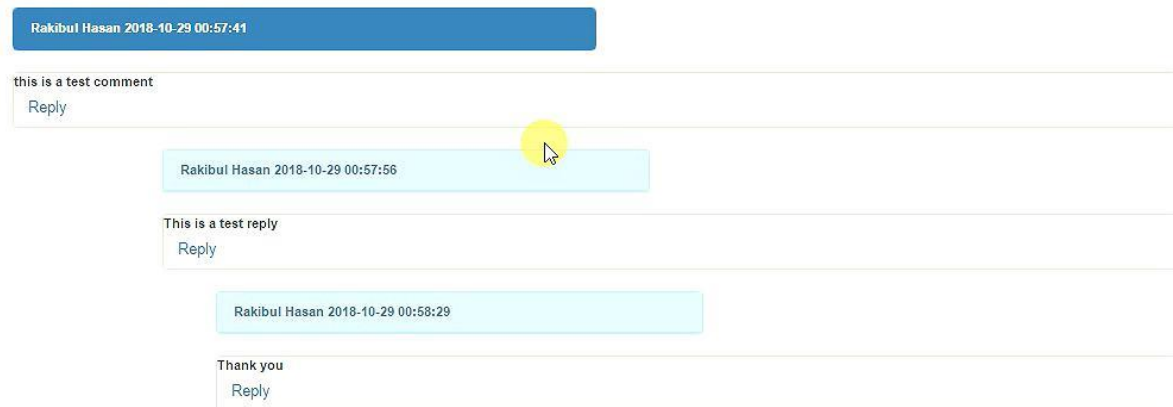 Rakibul Hasan 2018-10-29 00:57:41
this is a test comment
Reply
Rakibul Hasan 2018-10-29 00:57:56
This is a test reply
Reply
Rakibul Hasan 2018-10-29 00:58:29
Thank you
Reply